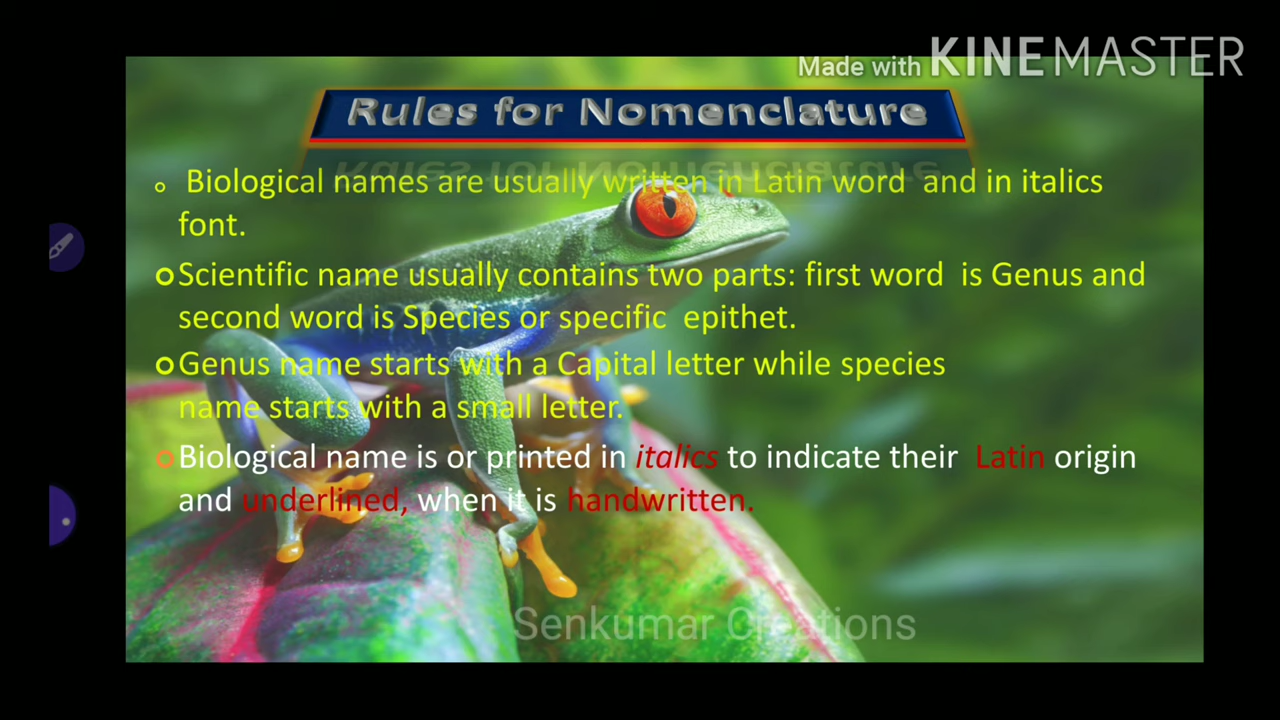 Made with KINEMASTER
Rules for Nomenclature
Biological names are usually written in Latin word and in italics
font.
Scientific name usually contains two parts: first word is Genus and
second word is Species or specific epithet.
Genus name starts with a Capital letter while species
name starts with a small letter.
Biological name is or printed in italics to indicate their Latin origin
and underlined, when it is handwritten.
Senkumar Creations